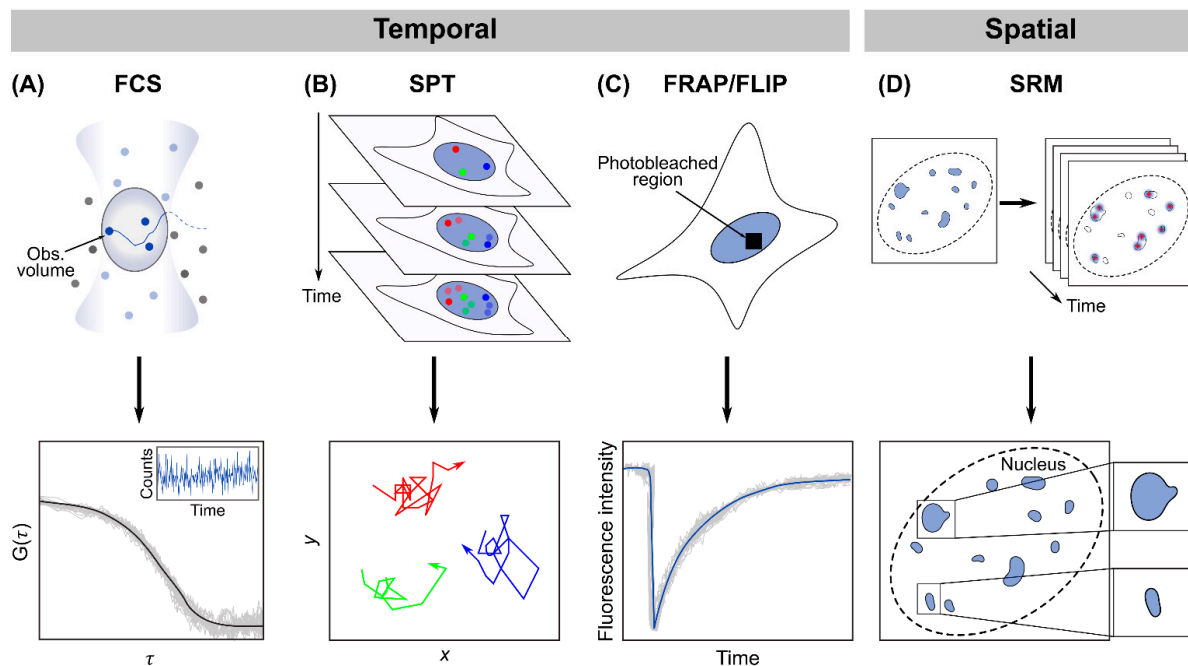 Temporal
Spatial
(A) FCS
(B) SPT
(C) FRAP/FLIP
(D) SRM
Obs.
volume
Time
Photobleached
region
Time
G(τ)
Counts
Time
τ
y
x
Fluorescence intensity
Time
Nucleus